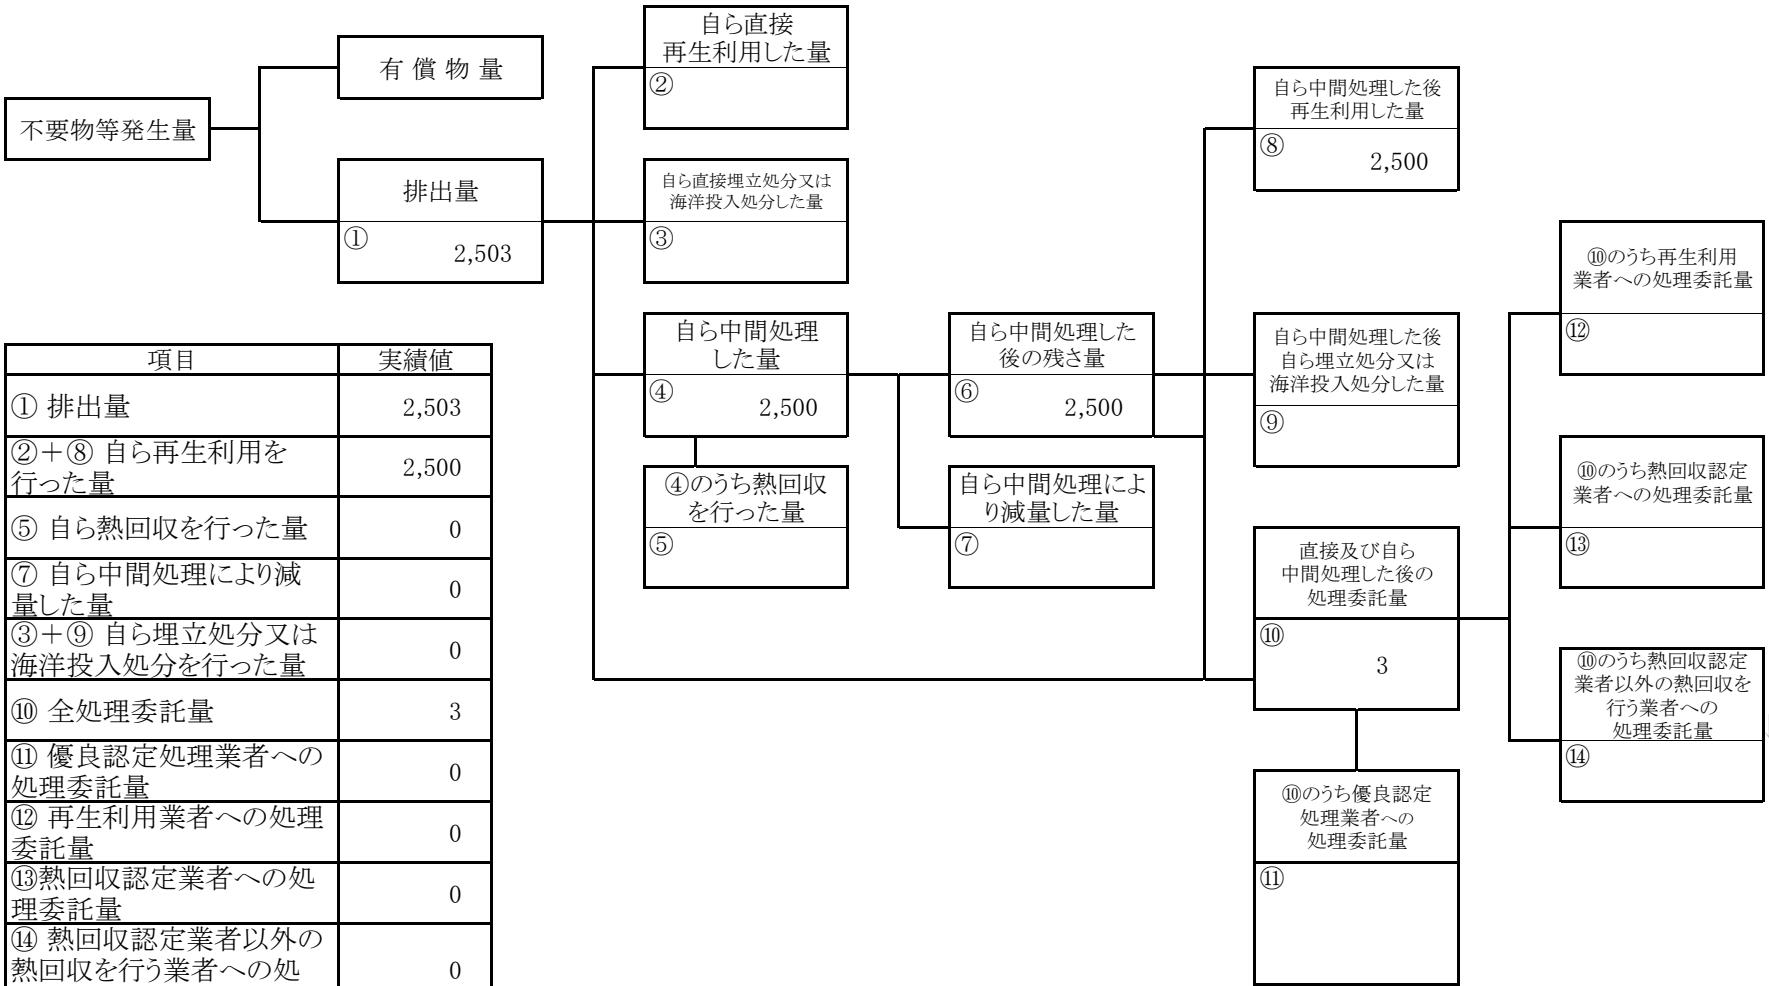 自ら直接
再生利用した量
②
有 償 物 量
不要物等発生量
排出量
①
2,503
自ら直接埋立処分又は
海洋投入処分した量
③
自ら中間処理した後
再生利用した量
⑧
2,500
⑩のうち再生利用
業者への処理委託量
⑫
自ら中間処理
した量
④
2,500
自ら中間処理した
後の残さ量
⑥
2,500
自ら中間処理した後
自ら埋立処分又は
海洋投入処分した量
⑨
④のうち熱回収
を行った量
⑤
自ら中間処理によ
り減量した量
⑦
⑩のうち熱回収認定
業者への処理委託量
⑬
直接及び自ら
中間処理した後の
処理委託量
⑩
3
⑩のうち熱回収認定
業者以外の熱回収を
行う業者への
処理委託量
⑭
⑩のうち優良認定
処理業者への
処理委託量
⑪
項目 実績値
① 排出量 2,503
②＋⑧ 自ら再生利用を
行った量 2,500
⑤ 自ら熱回収を行った量 0
⑦ 自ら中間処理により減
量した量 0
③＋⑨ 自ら埋立処分又は
海洋投入処分を行った量 0
⑩ 全処理委託量 3
⑪ 優良認定処理業者への
処理委託量 0
⑫ 再生利用業者への処理
委託量 0
⑬熱回収認定業者への処
理委託量 0
⑭ 熱回収認定業者以外の
熱回収を行う業者への処 0